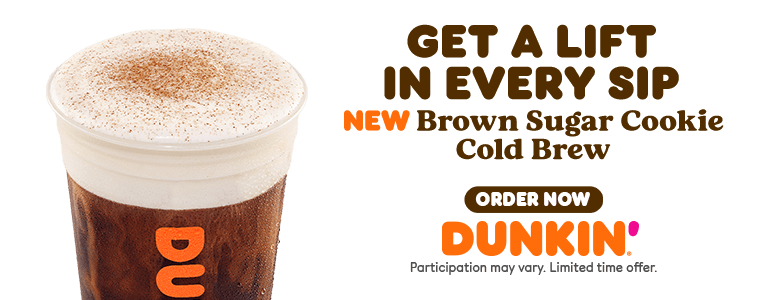 GET A LIFT
IN EVERY SIP
NEW Brown Sugar Cookie
Cold Brew
ORDER NOW
DUNKIN'
Participation may vary. Limited time offer.
DU